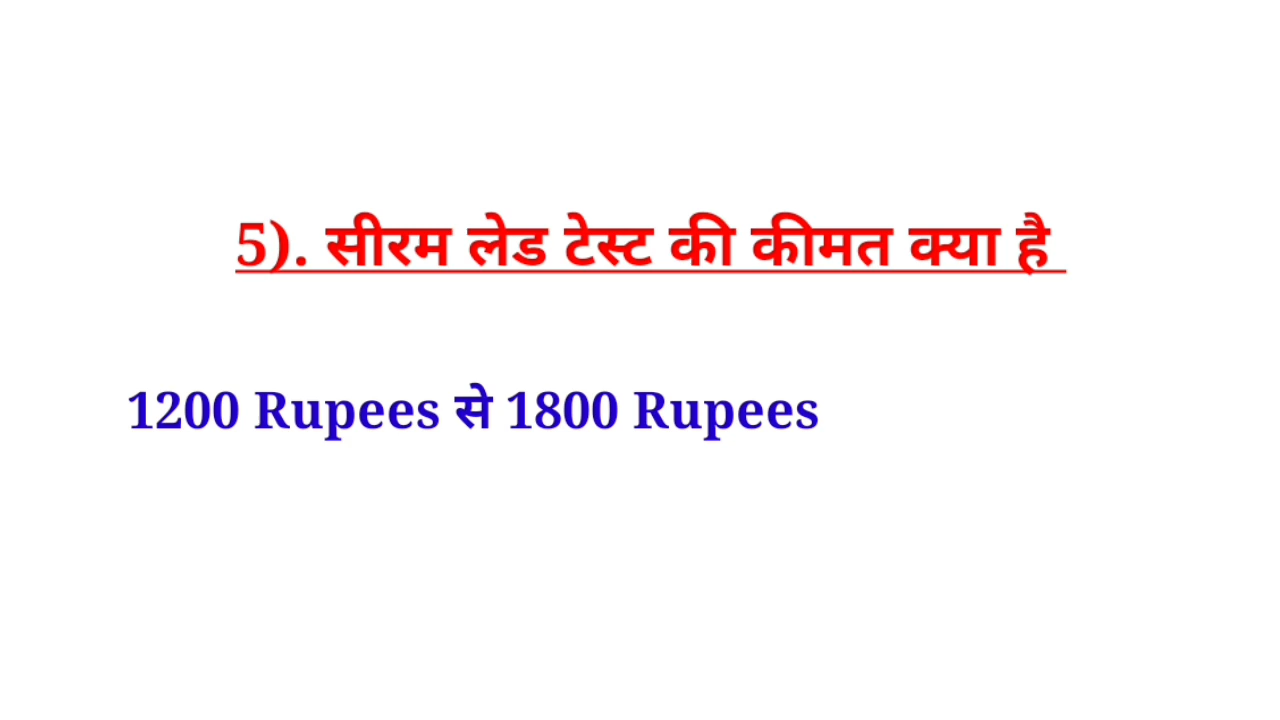 5). सीरम लेड टेस्ट की कीमत क्या है
1200 Rupees से 1800 Rupees